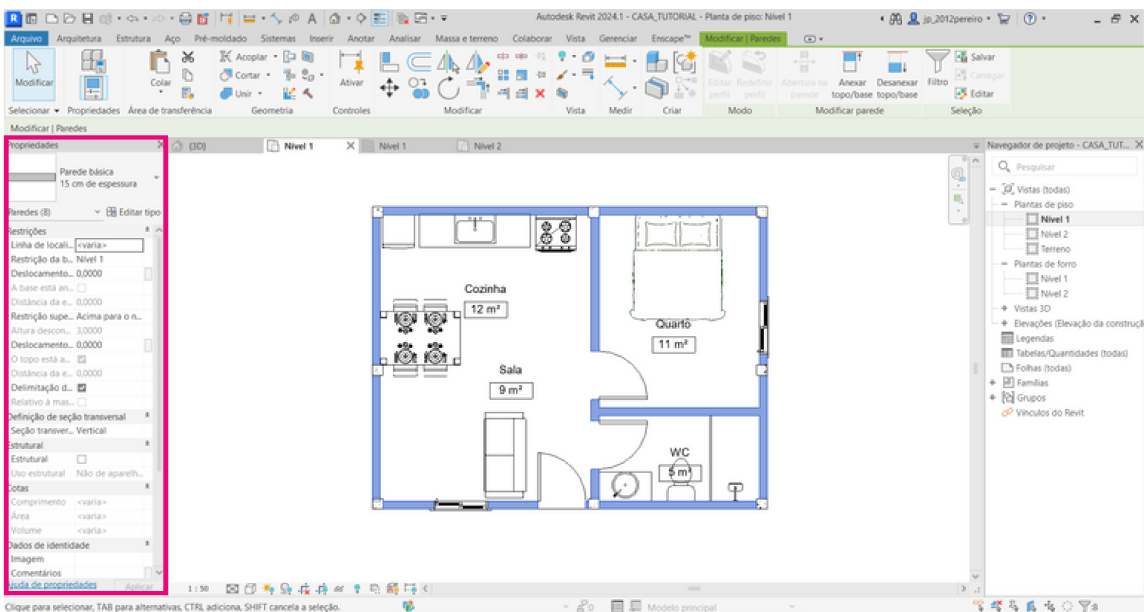 Autodesk Revit 2024.1 - CASA_TUTORIAL - Planta de piso: Nível 1
jp_2012pereiro
Arquivo Arquitetura Estrutura Aço Pré-moldado Sistemas Inserir Anotar Analisar Massa e terreno Colaborar Vista Gerenciar Enscape™ Modificar | Paredes
Modificar
Colar
Acoplar
Cortar
Unir
Ativar
Editar perfil
Redefinir perfil
Abertura na parede
Anexar topo/base
Desanexar topo/base
Filtro
Salvar
Carregar
Editar
Selecionar Propriedades Área de transferência Geometria Controles Modificar Vista Medir Criar Modo Modificar parede Seleção
Modificar | Paredes
Propriedades
Parede básica
15 cm de espessura
Paredes (8) Editar tipo
Restrições
Linha de locali... <varia>
Restrição da b... Nível 1
Deslocamento... 0,0000
A base está an...
Distância da e... 0,0000
Restrição supe... Acima para o n...
Altura descon... 3,0000
Deslocamento... 0,0000
O topo está a...
Distância da e... 0,0000
Delimitação d...
Relativo à mas...
Definição de seção transversal
Seção transver... Vertical
Estrutural
Estrutural
Uso estrutural Não de aparelh...
Cotas
Comprimento <varia>
Área <varia>
Volume <varia>
Dados de identidade
Imagem
Comentários
Ajuda de propriedades Aplicar
(3D) Nível 1 Nível 1 Nível 2
Cozinha
12 m²
Quarto
11 m²
Sala
9 m²
WC
5 m²
1 : 50
Navegador de projeto - CASA_TUT...
Pesquisar
Vistas (todas)
Plantas de piso
Nível 1
Nível 2
Terreno
Plantas de forro
Nível 1
Nível 2
Vistas 3D
Elevações (Elevação da construçã
Legendas
Tabelas/Quantidades (todas)
Folhas (todas)
Famílias
Grupos
Vínculos do Revit
Clique para selecionar, TAB para alternativas, CTRL adiciona, SHIFT cancela a seleção.
:0
Modelo principal
:8